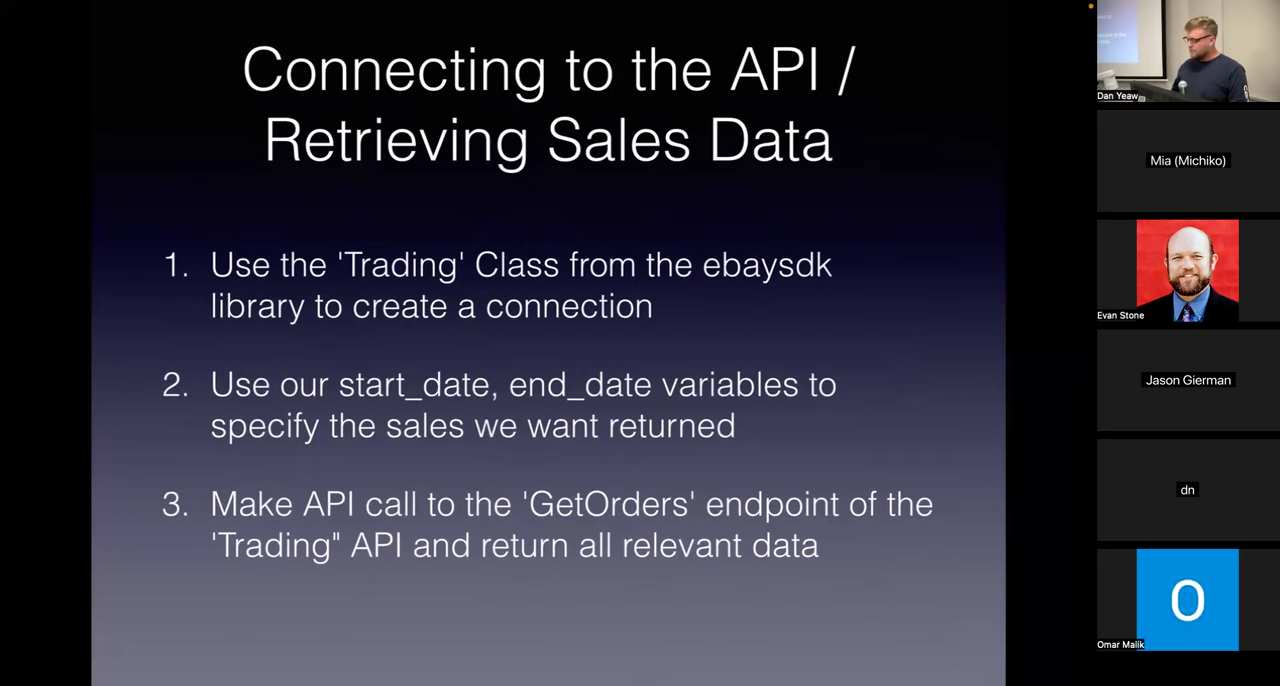 Connecting to the API /
Retrieving Sales Data
1. Use the 'Trading' Class from the ebaysdk
library to create a connection
2. Use our start_date, end_date variables to
specify the sales we want returned
3. Make API call to the 'GetOrders' endpoint of the
'Trading" API and return all relevant data
Dan Yeaw
Mia (Michiko)
Evan Stone
Jason Gierman
dn
O
Omar Malik